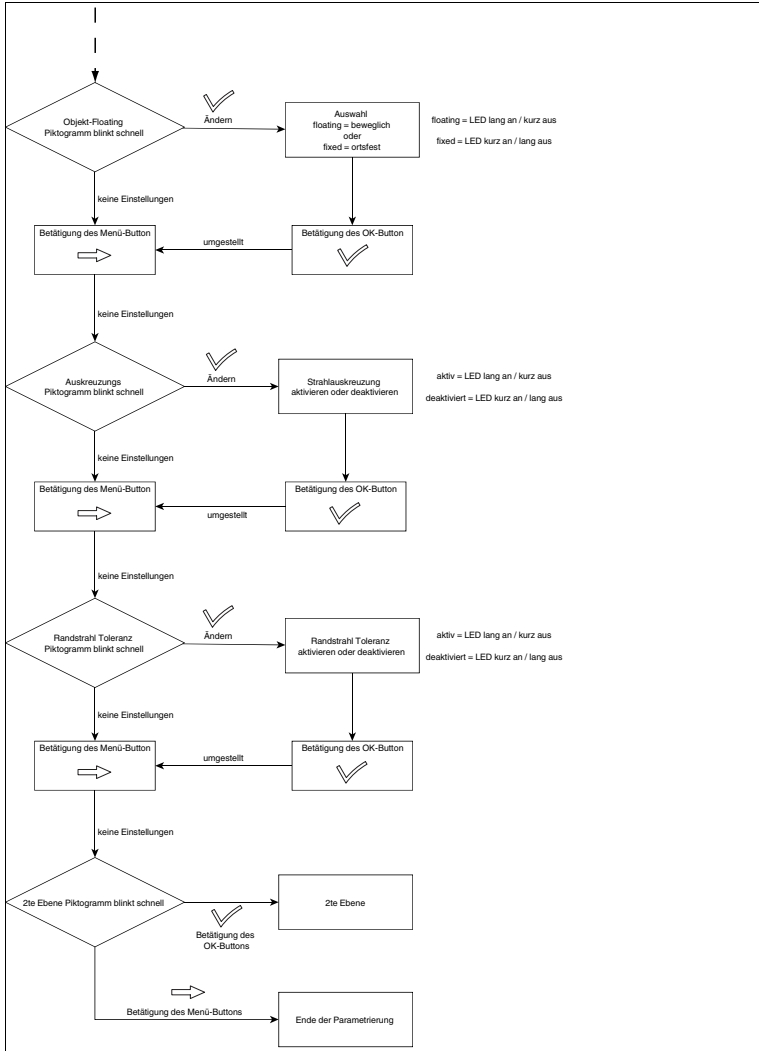 Objekt-Floating
Piktogramm blinkt schnell
Ändern
Auswahl
floating = beweglich
oder
fixed = ortsfest
floating = LED lang an / kurz aus
fixed = LED kurz an / lang aus
keine Einstellungen
Betätigung des Menü-Button
umgestellt
Betätigung des OK-Button
keine Einstellungen
Auskreuzungs
Piktogramm blinkt schnell
Ändern
Strahlauskreuzung
aktivieren oder deaktivieren
aktiv = LED lang an / kurz aus
deaktiviert = LED kurz an / lang aus
keine Einstellungen
Betätigung des Menü-Button
umgestellt
Betätigung des OK-Button
keine Einstellungen
Randstrahl Toleranz
Piktogramm blinkt schnell
Ändern
Randstrahl Toleranz
aktivieren oder deaktivieren
aktiv = LED lang an / kurz aus
deaktiviert = LED kurz an / lang aus
keine Einstellungen
Betätigung des Menü-Button
umgestellt
Betätigung des OK-Button
keine Einstellungen
2te Ebene Piktogramm blinkt schnell
Betätigung des
OK-Buttons
2te Ebene
Betätigung des Menü-Buttons
Ende der Parametrierung